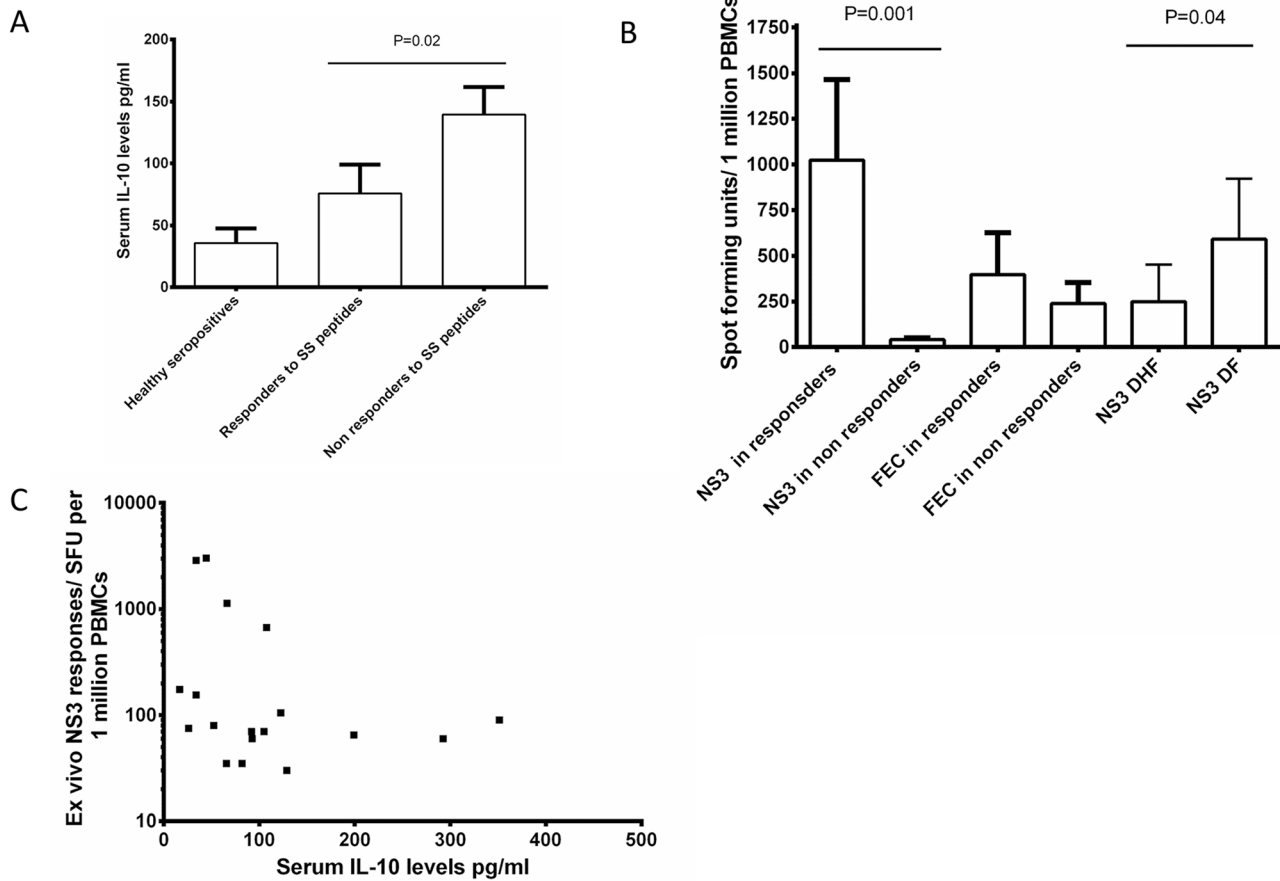 A
P=0.02
Serum IL-10 levels pg/ml
200
150
100
50
0
Healthy seropositives
Responders to SS peptides
Non responders to SS peptides
B
P=0.001
P=0.04
Spot forming units/ 1 million PBMCs
1750
1500
1250
1000
750
500
250
0
NS3 in responsders
NS3 in non responders
FEC in responders
FEC in non responders
NS3 DHF
NS3 DF
C
Ex vivo NS3 responses/ SFU per
1 million PBMCs
10000
1000
100
10
0
100
200
300
400
500
Serum IL-10 levels pg/ml